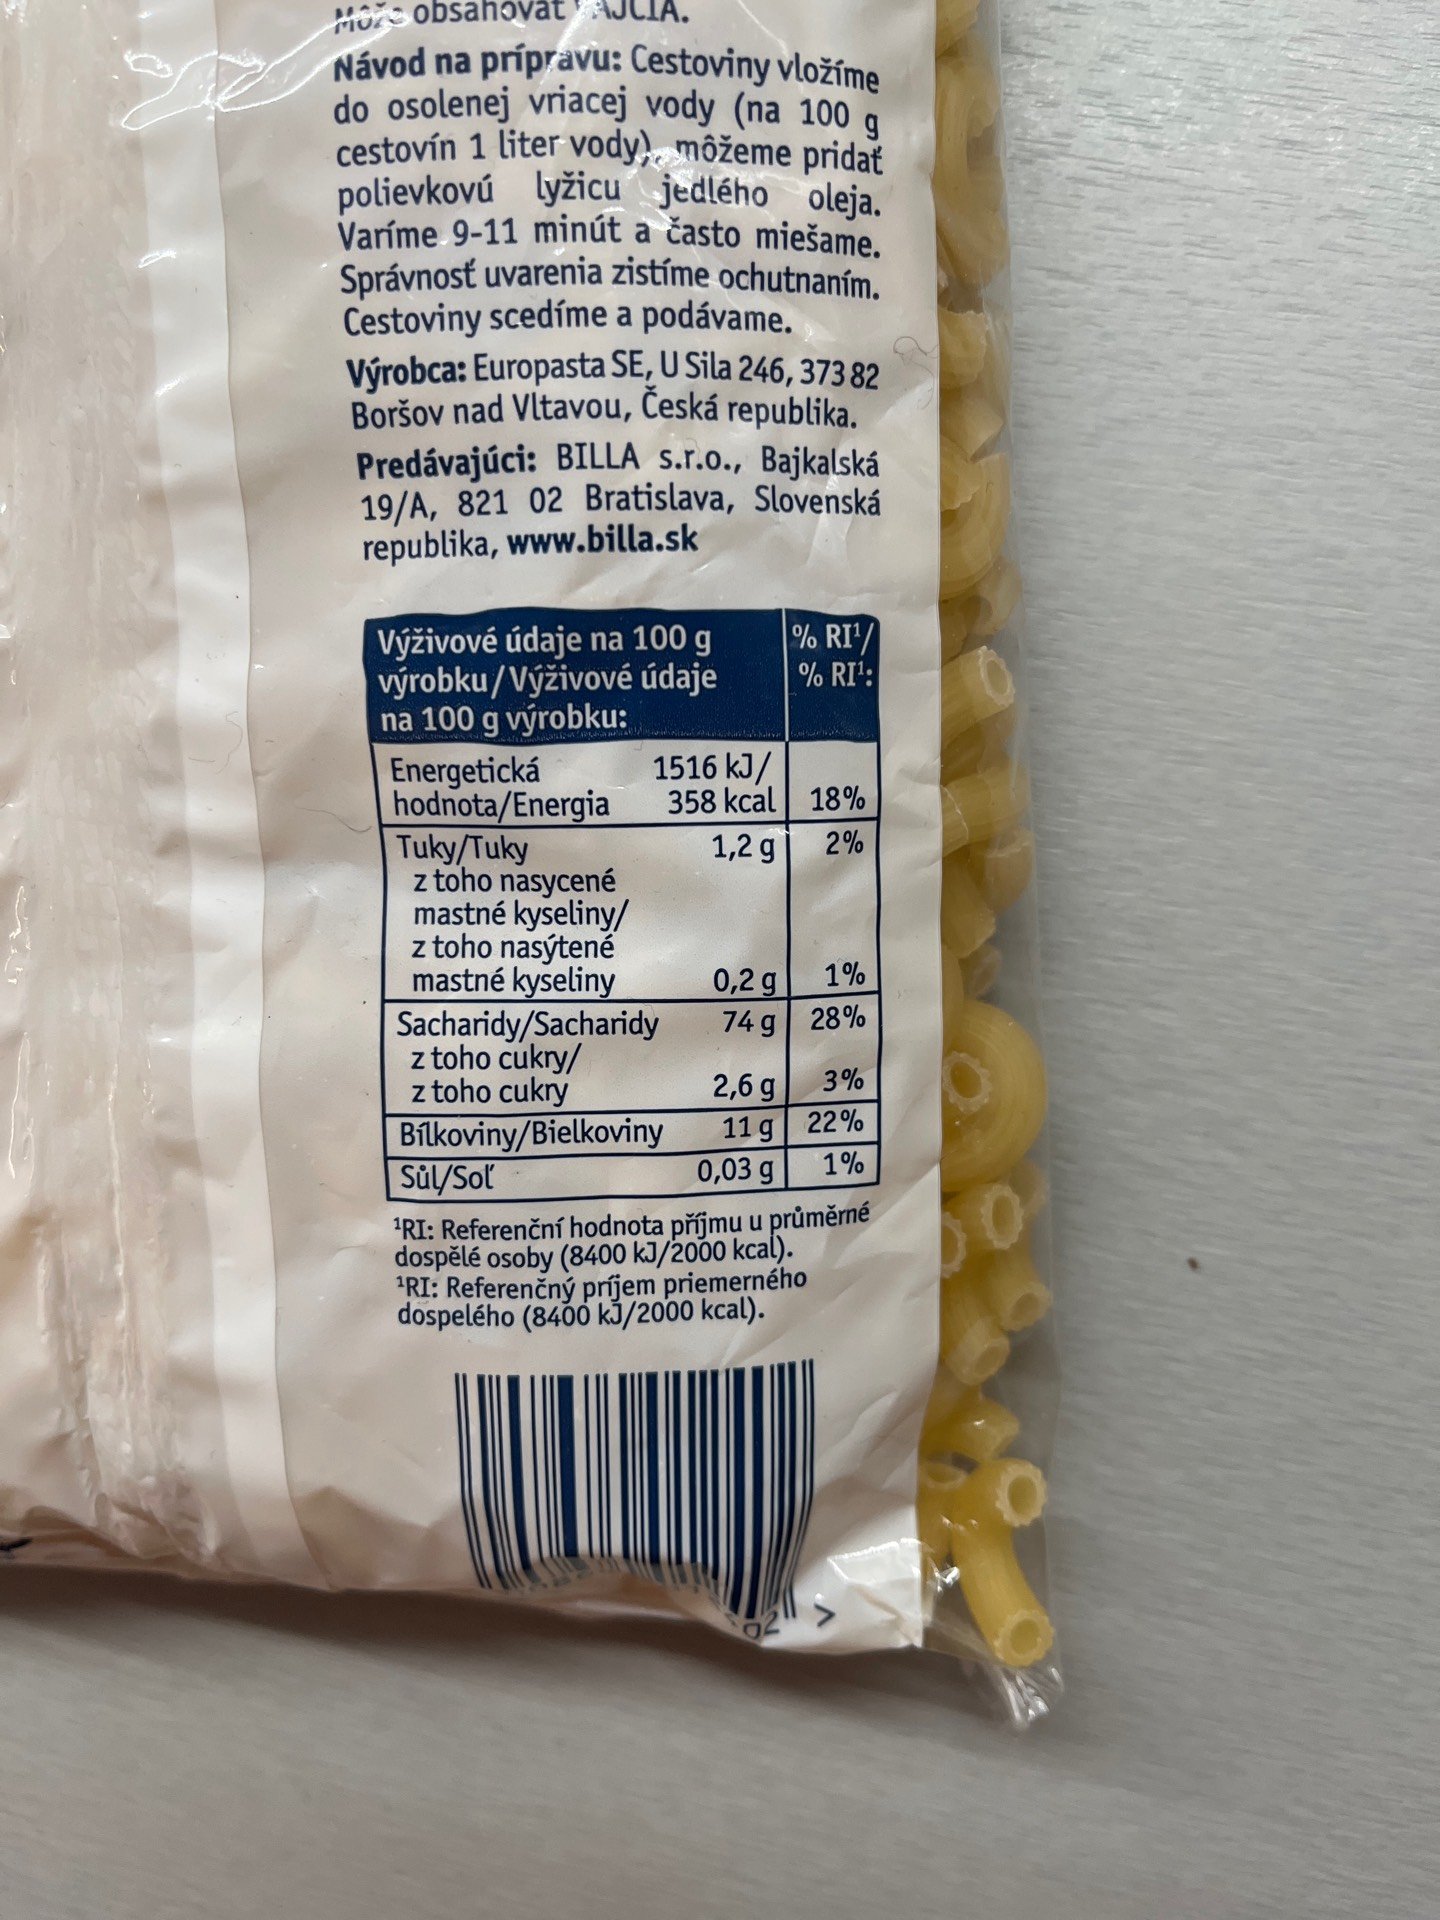 Môže obsahovať VAJCIA.
Návod na prípravu: Cestoviny vložíme
do osolenej vriacej vody (na 100 g
cestovín 1 liter vody), môžeme pridať
polievkovú lyžicu jedlého oleja.
Varíme 9-11 minút a často miešame.
Správnosť uvarenia zistíme ochutnaním.
Cestoviny scedíme a podávame.
Výrobca: Europasta SE, U Sila 246, 373 82
Boršov nad Vltavou, Česká republika.
Predávajúci: BILLA s.r.o., Bajkalská
19/A, 821 02 Bratislava, Slovenská
republika, www.billa.sk
Výživové údaje na 100 g % RI¹/
výrobku/Výživové údaje % RI¹:
na 100 g výrobku:
Energetická 1516 kJ/
hodnota/Energia 358 kcal 18%
Tuky/Tuky 1,2 g 2%
z toho nasycené
mastné kyseliny/
z toho nasýtené
mastné kyseliny 0,2 g 1%
Sacharidy/Sacharidy 74 g 28%
z toho cukry/
z toho cukry 2,6 g 3%
Bílkoviny/Bielkoviny 11 g 22%
Sůl/Soľ 0,03 g 1%
¹RI: Referenční hodnota příjmu u průměrné
dospělé osoby (8400 kJ/2000 kcal).
¹RI: Referenčný príjem priemerného
dospelého (8400 kJ/2000 kcal).
>